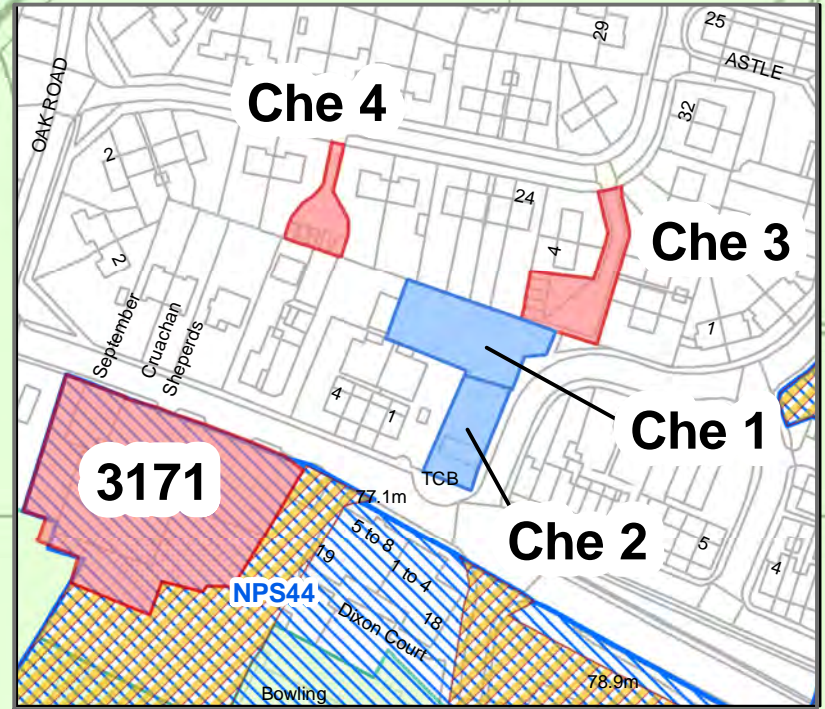 29
25
ASTLE
OAK ROAD
Che 4
32
2
24
Che 3
4
2
September
Cruachan
Sheperds
1
4
1
Che 1
3171
TCB
77.1m
Che 2
5 to 8
5
19
1 to 4
4
NPS44
18
Dixon Court
78.9m
Bowling